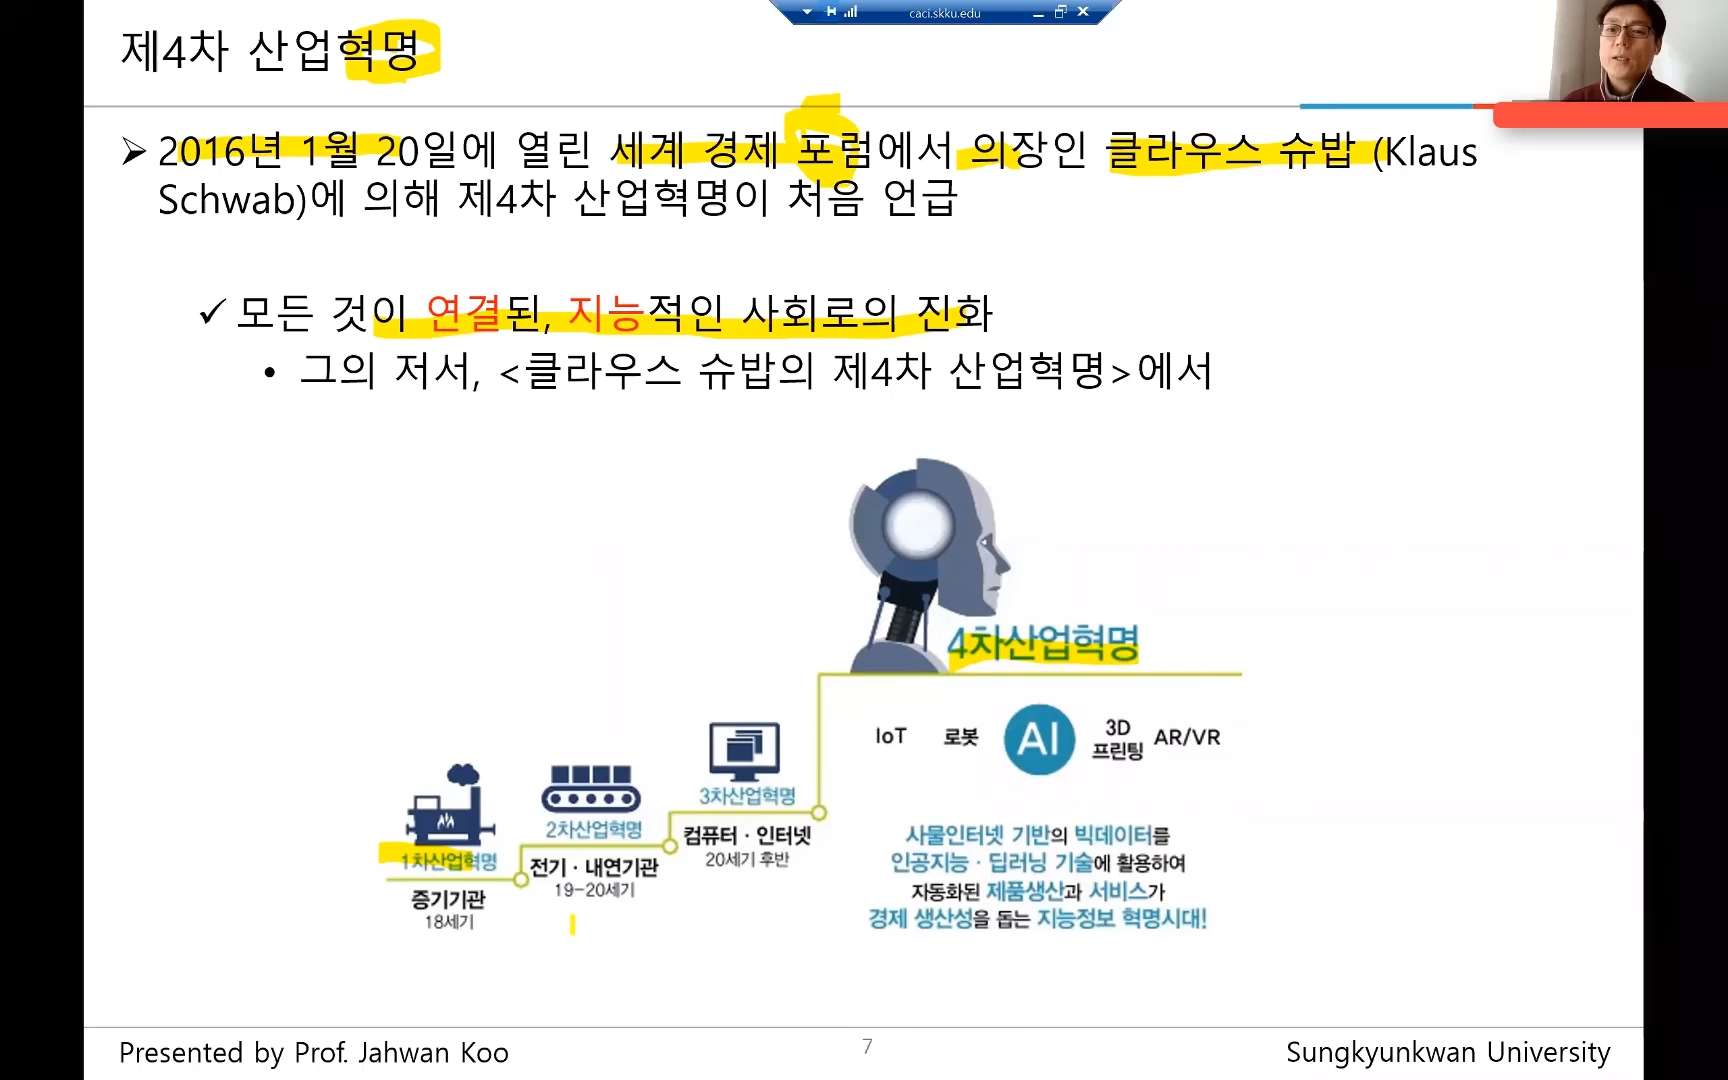 caci.skku.edu
제4차 산업혁명
➢ 2016년 1월 20일에 열린 세계 경제 포럼에서 의장인 클라우스 슈밥 (Klaus
Schwab)에 의해 제4차 산업혁명이 처음 언급
✓ 모든 것이 연결된, 지능적인 사회로의 진화
• 그의 저서, <클라우스 슈밥의 제4차 산업혁명>에서
4차산업혁명
IoT 로봇 AI 3D 프린팅 AR/VR
3차산업혁명
컴퓨터 · 인터넷
20세기 후반
2차산업혁명
전기 · 내연기관
19-20세기
1차산업혁명
증기기관
18세기
사물인터넷 기반의 빅데이터를
인공지능 · 딥러닝 기술에 활용하여
자동화된 제품생산과 서비스가
경제 생산성을 돕는 지능정보 혁명시대!
Presented by Prof. Jahwan Koo
7
Sungkyunkwan University